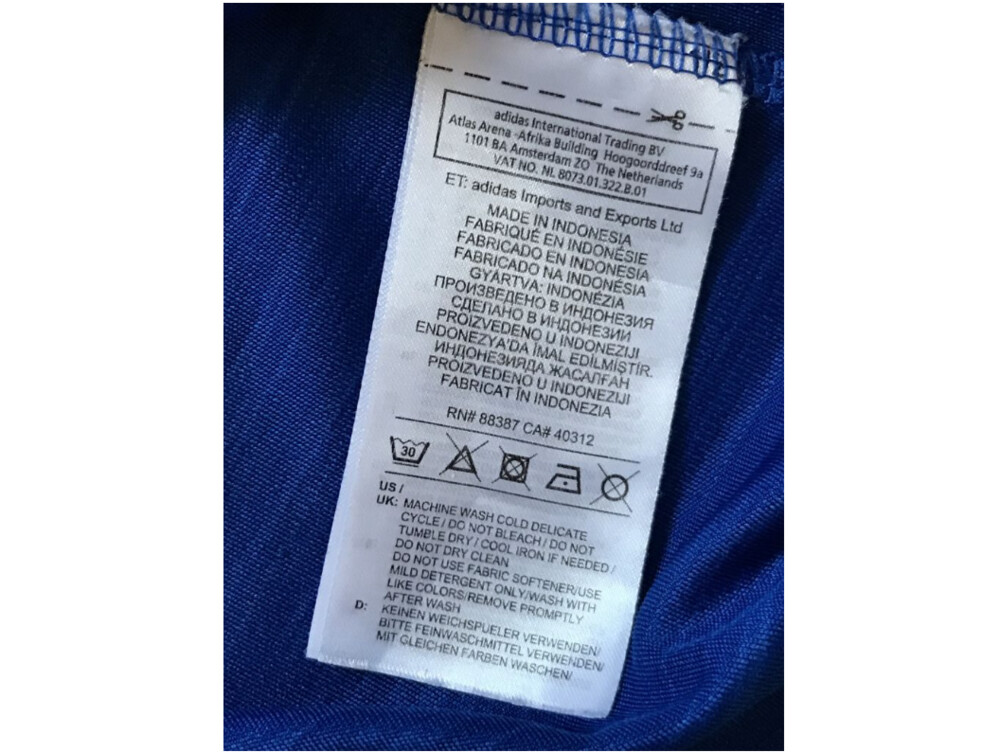 adidas International Trading BV
Atlas Arena -Afrika Building Hoogoorddreef 9a
1101 BA Amsterdam ZO The Netherlands
VAT NO. NL 8073.01.322.B.01
ET: adidas Imports and Exports Ltd
MADE IN INDONESIA
FABRIQUÉ EN INDONÉSIE
FABRICADO EN INDONESIA
FABRICADO NA INDONÉSIA
GYÁRTVA: INDONÉZIA
ПРОИЗВЕДЕНО В ИНДОНЕЗИЯ
СДЕЛАНО В ИНДОНЕЗИИ
PROIZVEDENO U INDONEZIJI
ENDONEZYA'DA İMAL EDİLMİŞTİR.
ИНДОНЕЗИЯДА ЖАСАЛҒАН
PROIZVEDENO U INDONEZIJI
FABRICAT ÎN INDONEZIA
RN# 88387 CA# 40312
30
US /
UK: MACHINE WASH COLD DELICATE
CYCLE / DO NOT BLEACH / DO NOT
TUMBLE DRY / COOL IRON IF NEEDED /
DO NOT DRY CLEAN
DO NOT USE FABRIC SOFTENER/USE
MILD DETERGENT ONLY/WASH WITH
LIKE COLORS/REMOVE PROMPTLY
AFTER WASH
D: KEINEN WEICHSPUELER VERWENDEN/
BITTE FEINWASCHMITTEL VERWENDEN/
MIT GLEICHEN FARBEN WASCHEN/